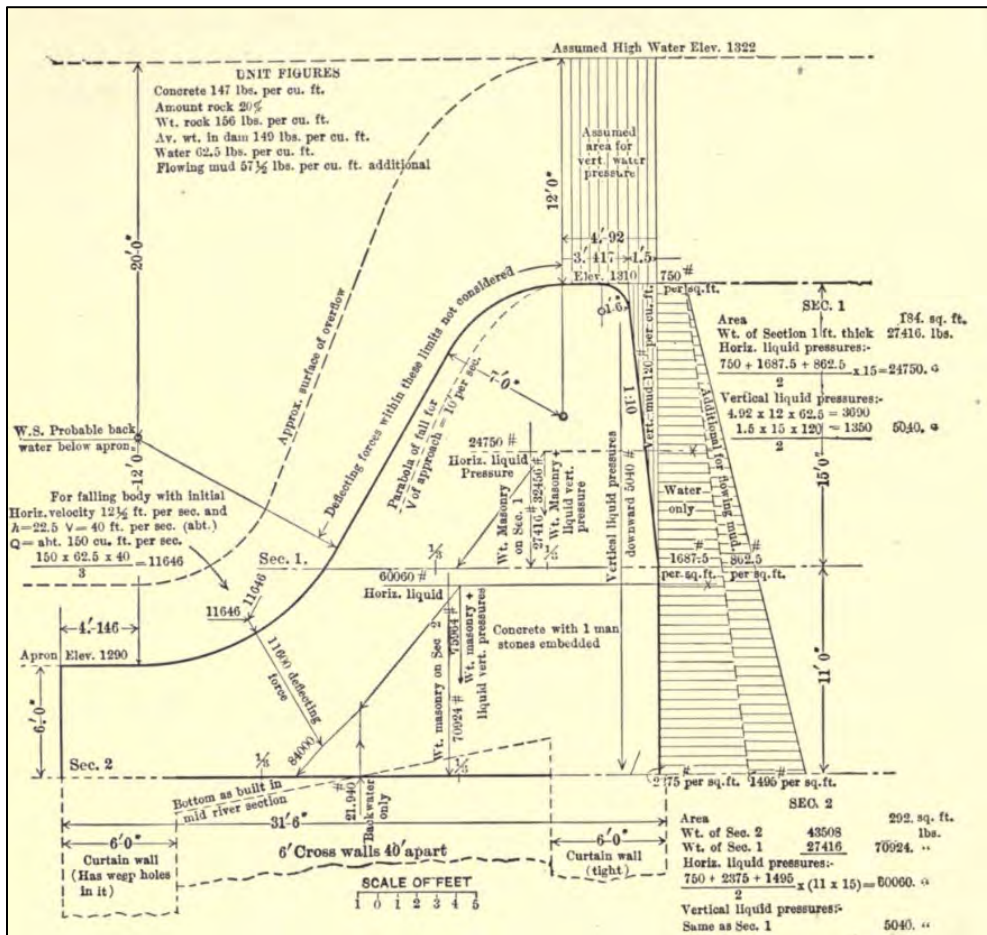 Assumed High Water Elev. 1322
UNIT FIGURES
Concrete 147 lbs. per cu. ft.
Amount rock 20%
Wt. rock 156 lbs. per cu. ft.
Av. wt. in dam 149 lbs. per cu. ft.
Water 62.5 lbs. per cu. ft.
Flowing mud 57½ lbs. per cu. ft. additional
Assumed
area for
vert. water
pressure
20'0"
12'0"
4'.92
3'.417
1'.5
Elev. 1310
750 #
per sq.ft.
1'6"
SEC. 1
Area 184. sq. ft.
Wt. of Section 1 ft. thick 27416. lbs.
Horiz. liquid pressures:-
750 + 1687.5 + 862.5
2
x 15 = 24750. "
Vertical liquid pressures:-
4.92 x 12 x 62.5 = 3690
1.5 x 15 x 120 = 1350 5040. "
Approx. surface of overflow
Deflecting forces within these limits not considered
Parabola of fall for
V of approach = 10' per sec.
7'0"
Vert. mud 120 # per cu. ft.
1:10
Additional for flowing mud.
Water
only
15'0"
W.S. Probable back
water below apron
12'0"
For falling body with initial
Horiz. velocity 12½ ft. per sec. and
h=22.5 V= 40 ft. per sec. (abt.)
Q= abt. 150 cu. ft. per sec.
150 x 62.5 x 40
3
=11646
24750 #
Horiz. liquid
Pressure
Wt. Masonry
on Sec. 1
27416 #
32456 #
Wt. Masonry +
liquid vert.
pressure
Vertical liquid pressures
downward 5040 #
Sec. 1.
⅓
⅓
1687.5
per sq.ft.
862.5
per sq.ft.
60060 #
Horiz. liquid
11646
11646
11600 deflecting
force
84000
4'.146
Apron Elev. 1290
6'0"
Wt. masonry on Sec. 2
70924 #
75964 #
Wt. masonry +
liquid vert. pressures
Concrete with 1 man
stones embedded
11'0"
Sec. 2
⅓
⅓
Bottom as built in
mid river section
21.940 #
Backwater
only
2375 per sq.ft.
#
1495 per sq.ft.
#
31'6"
6'0"
Curtain wall
(Has weep holes
in it)
6' Cross walls 40' apart
6'0"
Curtain wall
(tight)
SCALE OF FEET
1 0 1 2 3 4 5
SEC. 2
Area 292. sq. ft.
Wt. of Sec. 2 43508 lbs.
Wt. of Sec. 1 27416 70924. "
Horiz. liquid pressures:-
750 + 2375 + 1495
2
x (11 x 15) = 60060. "
Vertical liquid pressures:-
Same as Sec. 1 5040. "